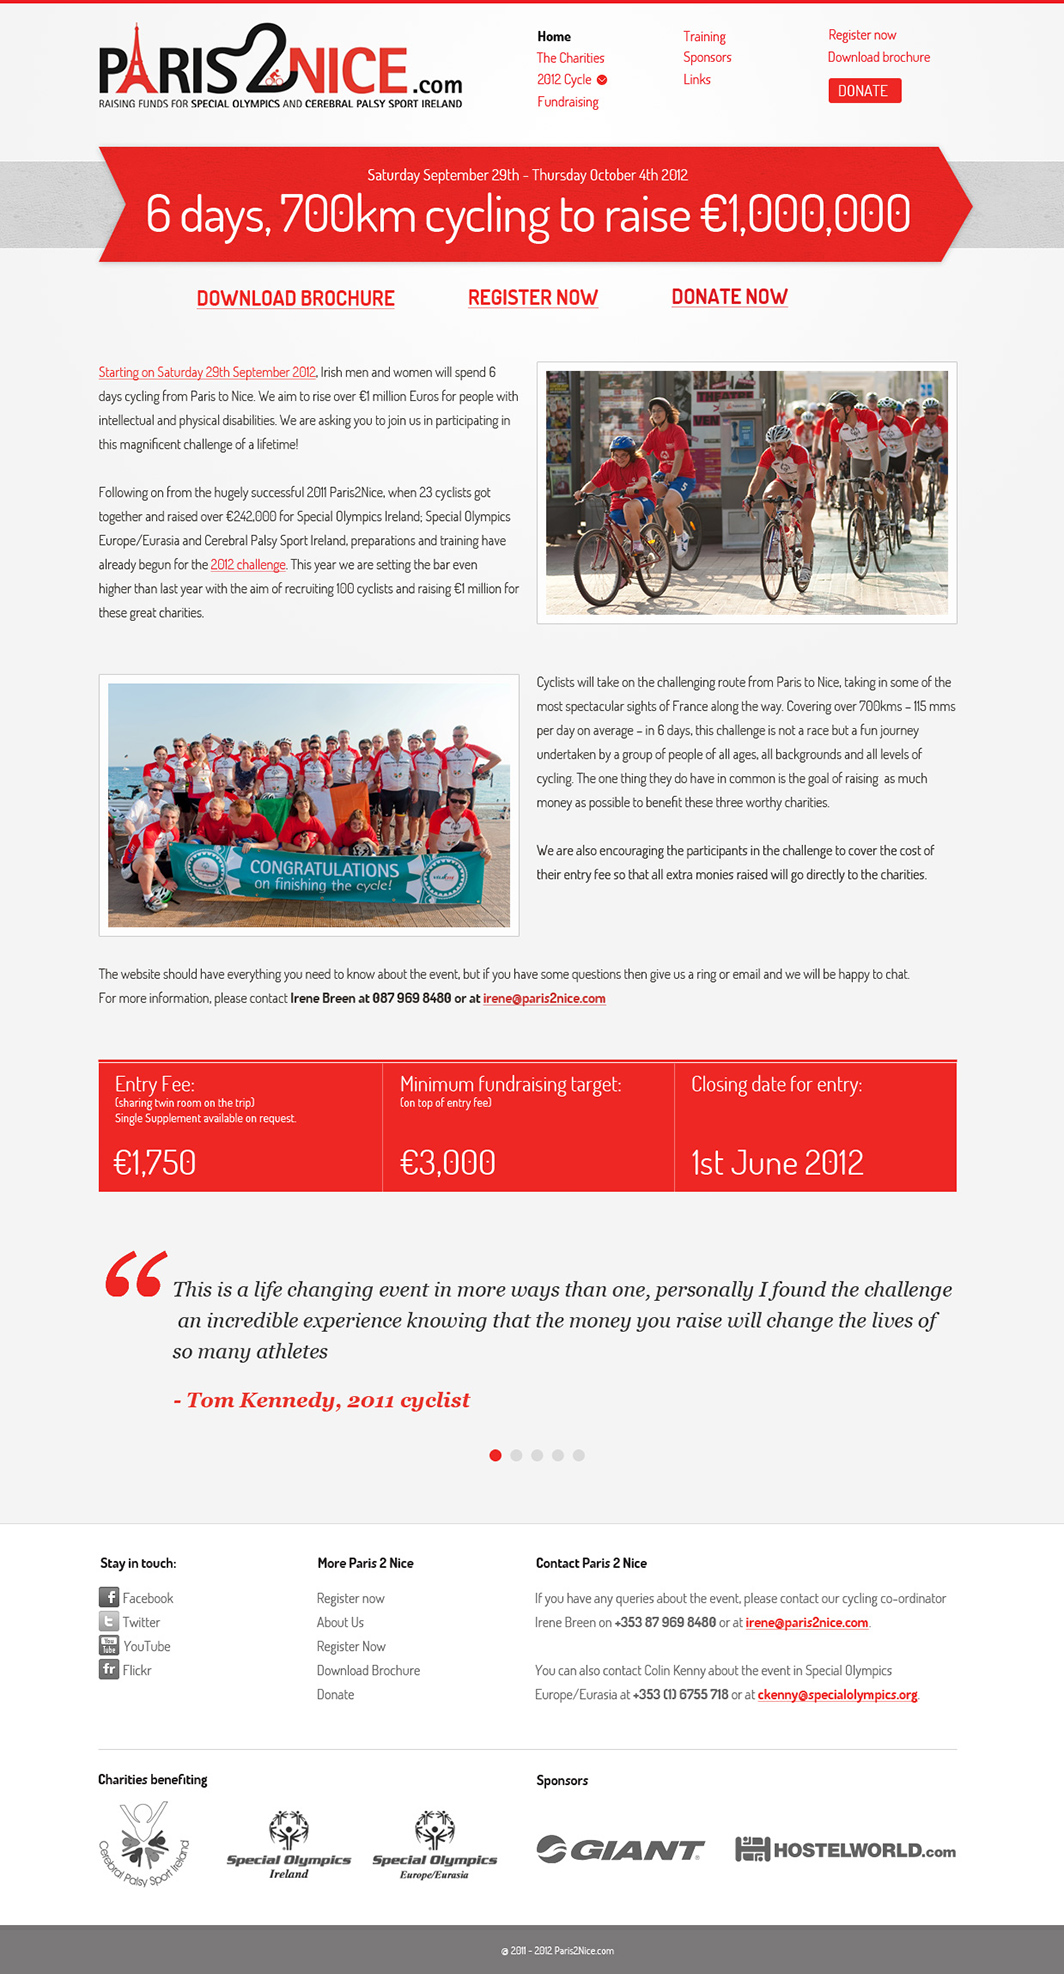 PARIS2NICE.com
RAISING FUNDS FOR SPECIAL OLYMPICS AND CEREBRAL PALSY SPORT IRELAND
Home
The Charities
2012 Cycle
Fundraising
Training
Sponsors
Links
Register now
Download brochure
DONATE
Saturday September 29th - Thursday October 4th 2012
6 days, 700km cycling to raise €1,000,000
DOWNLOAD BROCHURE
REGISTER NOW
DONATE NOW
Starting on Saturday 29th September 2012, Irish men and women will spend 6
days cycling from Paris to Nice. We aim to rise over €1 million Euros for people with
intellectual and physical disabilities. We are asking you to join us in participating in
this magnificent challenge of a lifetime!
Following on from the hugely successful 2011 Paris2Nice, when 23 cyclists got
together and raised over €242,000 for Special Olympics Ireland; Special Olympics
Europe/Eurasia and Cerebral Palsy Sport Ireland, preparations and training have
already begun for the 2012 challenge. This year we are setting the bar even
higher than last year with the aim of recruiting 100 cyclists and raising €1 million for
these great charities.
THEATRE
5
CONGRATULATIONS
on finishing the cycle!
Cyclists will take on the challenging route from Paris to Nice, taking in some of the
most spectacular sights of France along the way. Covering over 700kms – 115 mms
per day on average – in 6 days, this challenge is not a race but a fun journey
undertaken by a group of people of all ages, all backgrounds and all levels of
cycling. The one thing they do have in common is the goal of raising as much
money as possible to benefit these three worthy charities.
We are also encouraging the participants in the challenge to cover the cost of
their entry fee so that all extra monies raised will go directly to the charities.
The website should have everything you need to know about the event, but if you have some questions then give us a ring or email and we will be happy to chat.
For more information, please contact Irene Breen at 087 969 8480 or at irene@paris2nice.com
Entry Fee:
(sharing twin room on the trip)
Single Supplement available on request.
€1,750
Minimum fundraising target:
(on top of entry fee)
€3,000
Closing date for entry:
1st June 2012
“ This is a life changing event in more ways than one, personally I found the challenge
an incredible experience knowing that the money you raise will change the lives of
so many athletes
- Tom Kennedy, 2011 cyclist
Stay in touch:
Facebook
Twitter
YouTube
Flickr
More Paris 2 Nice
Register now
About Us
Register Now
Download Brochure
Donate
Contact Paris 2 Nice
If you have any queries about the event, please contact our cycling co-ordinator
Irene Breen on +353 87 969 8480 or at irene@paris2nice.com.
You can also contact Colin Kenny about the event in Special Olympics
Europe/Eurasia at +353 (1) 6755 718 or at ckenny@specialolympics.org.
Charities benefiting
Cerebral Palsy Sport Ireland
Special Olympics
Ireland
Special Olympics
Europe/Eurasia
Sponsors
GIANT
HOSTELWORLD.com
@ 2011 - 2012 Paris2Nice.com